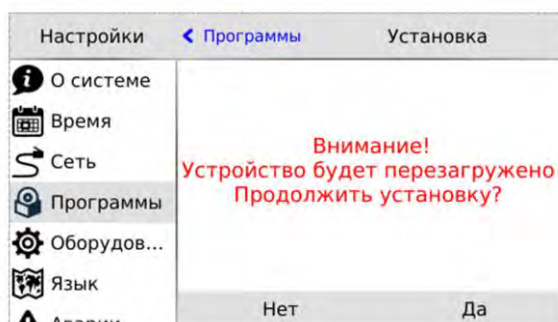 Настройки
Программы
Установка
О системе
Время
Сеть
Программы
Оборудов...
Язык
Внимание!
Устройство будет перезагружено
Продолжить установку?
Нет
Да